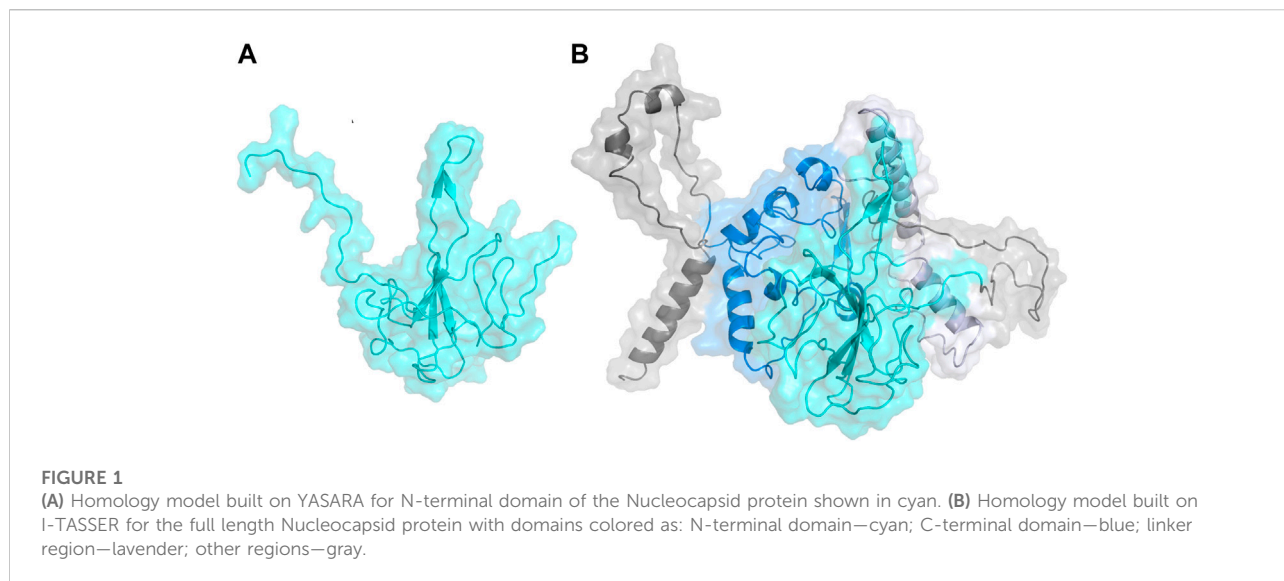 A
B
FIGURE 1
(A) Homology model built on YASARA for N-terminal domain of the Nucleocapsid protein shown in cyan. (B) Homology model built on
I-TASSER for the full length Nucleocapsid protein with domains colored as: N-terminal domain—cyan; C-terminal domain—blue; linker
region—lavender; other regions—gray.